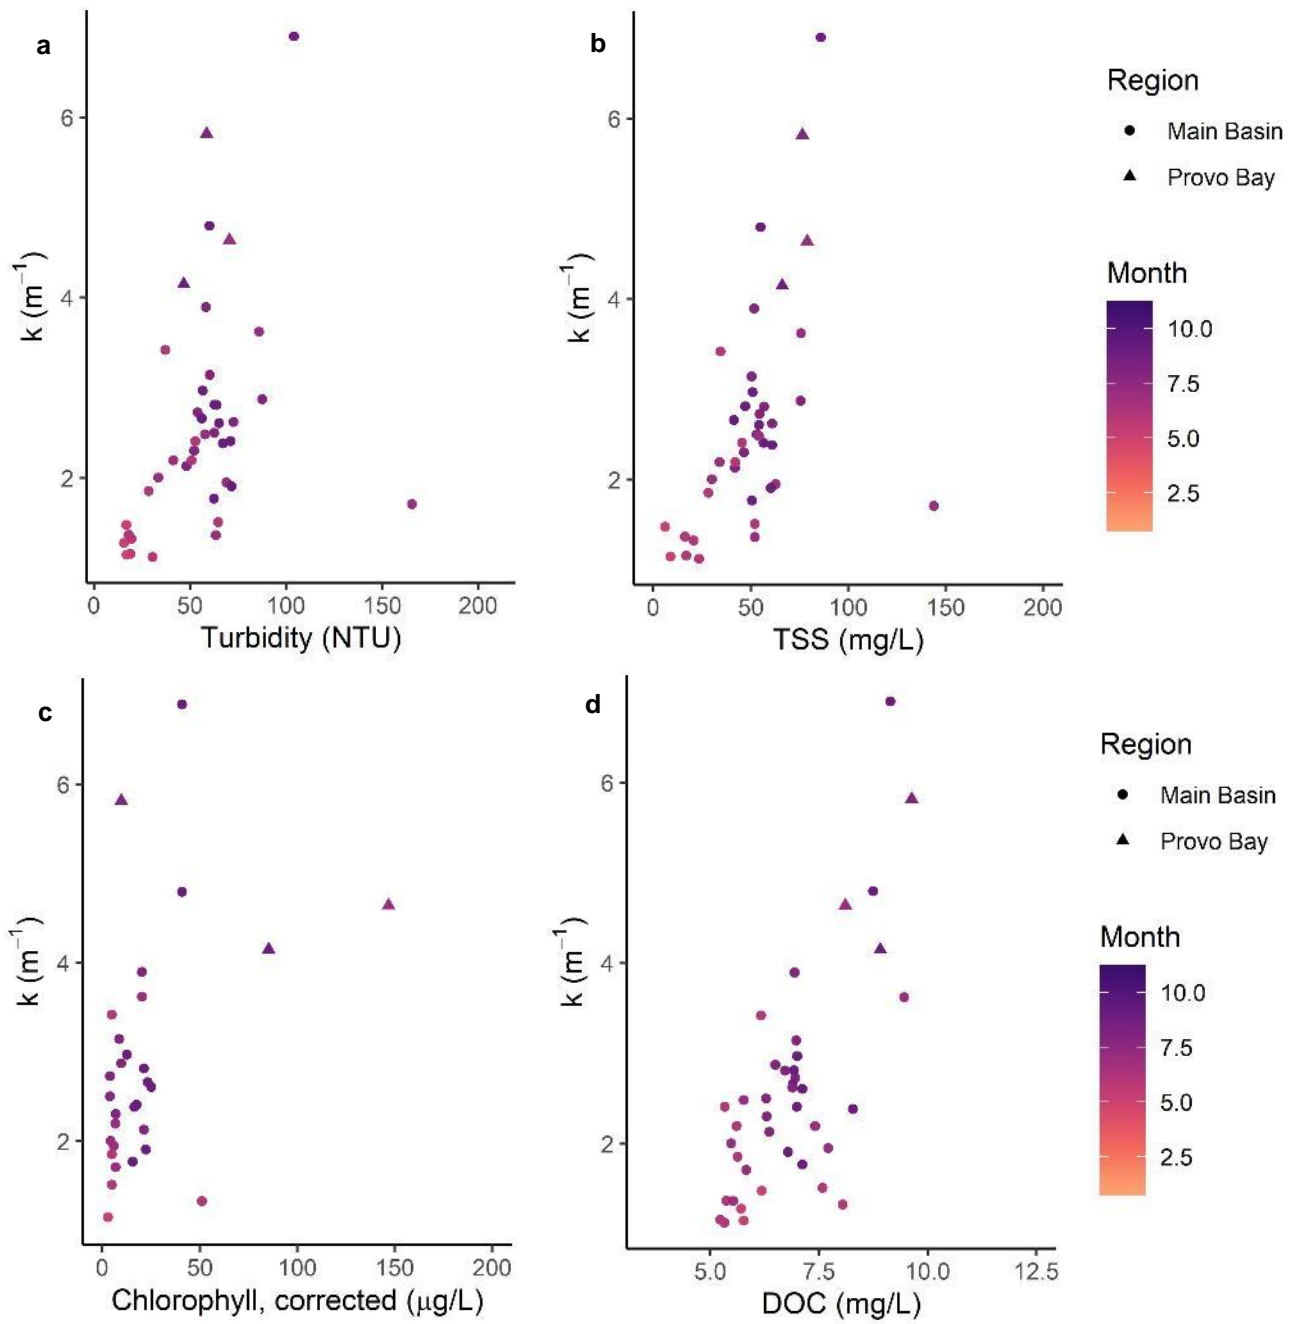 a
6
4
2
k (m⁻¹)
0 50 100 150 200
Turbidity (NTU)
b
6
4
2
k (m⁻¹)
0 50 100 150 200
TSS (mg/L)
Region
Main Basin
Provo Bay
Month
10.0
7.5
5.0
2.5
c
6
4
2
k (m⁻¹)
0 50 100 150 200
Chlorophyll, corrected (μg/L)
d
6
4
2
k (m⁻¹)
5.0 7.5 10.0 12.5
DOC (mg/L)
Region
Main Basin
Provo Bay
Month
10.0
7.5
5.0
2.5